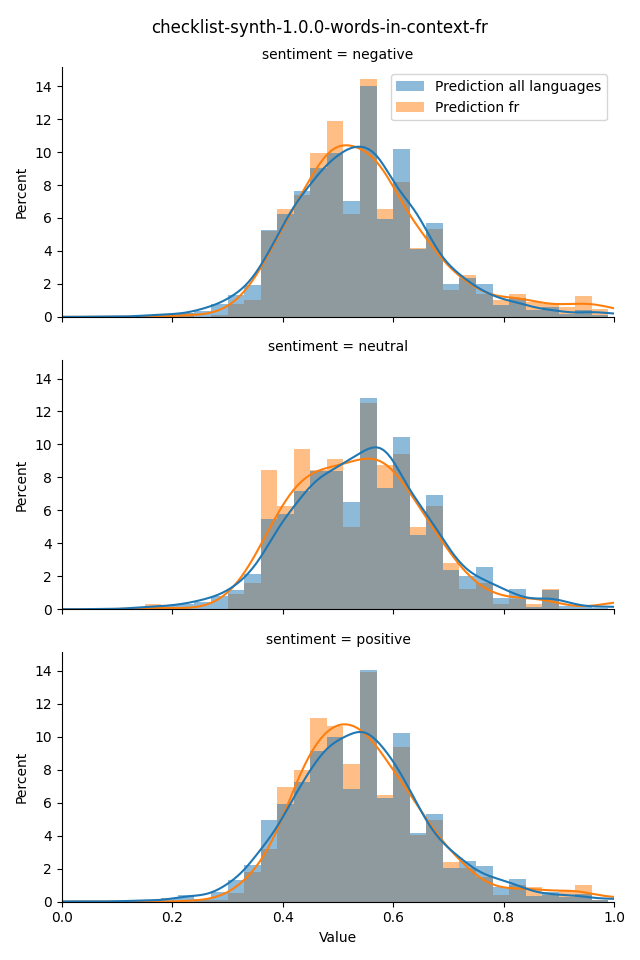 checklist-synth-1.0.0-words-in-context-fr
sentiment = negative
Prediction all languages
Prediction fr
14
12
10
8
6
4
2
0
Percent
sentiment = neutral
14
12
10
8
6
4
2
0
Percent
sentiment = positive
14
12
10
8
6
4
2
0
Percent
0.0 0.2 0.4 0.6 0.8 1.0
Value